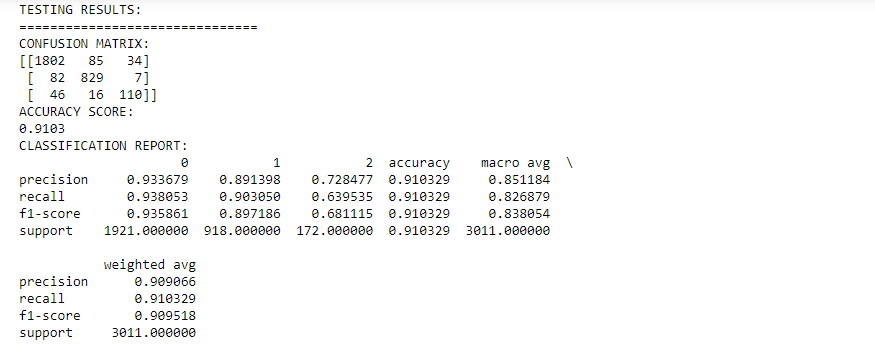 TESTING RESULTS:
===============================
CONFUSION MATRIX:
[[1802   85   34]
 [  82  829    7]
 [  46   16  110]]
ACCURACY SCORE:
0.9103
CLASSIFICATION REPORT:
                     0           1           2  accuracy    macro avg  \
precision     0.933679    0.891398    0.728477  0.910329     0.851184
recall        0.938053    0.903050    0.639535  0.910329     0.826879
f1-score      0.935861    0.897186    0.681115  0.910329     0.838054
support    1921.000000  918.000000  172.000000  0.910329  3011.000000

           weighted avg
precision      0.909066
recall         0.910329
f1-score       0.909518
support     3011.000000